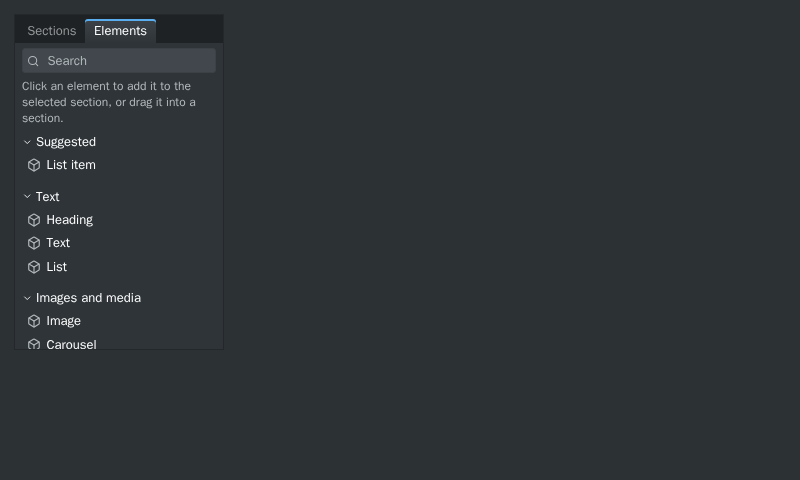 Sections
Elements
Search
Click an element to add it to the
selected section, or drag it into a
section.
Suggested
List item
Text
Heading
Text
List
Images and media
Image
Carousel